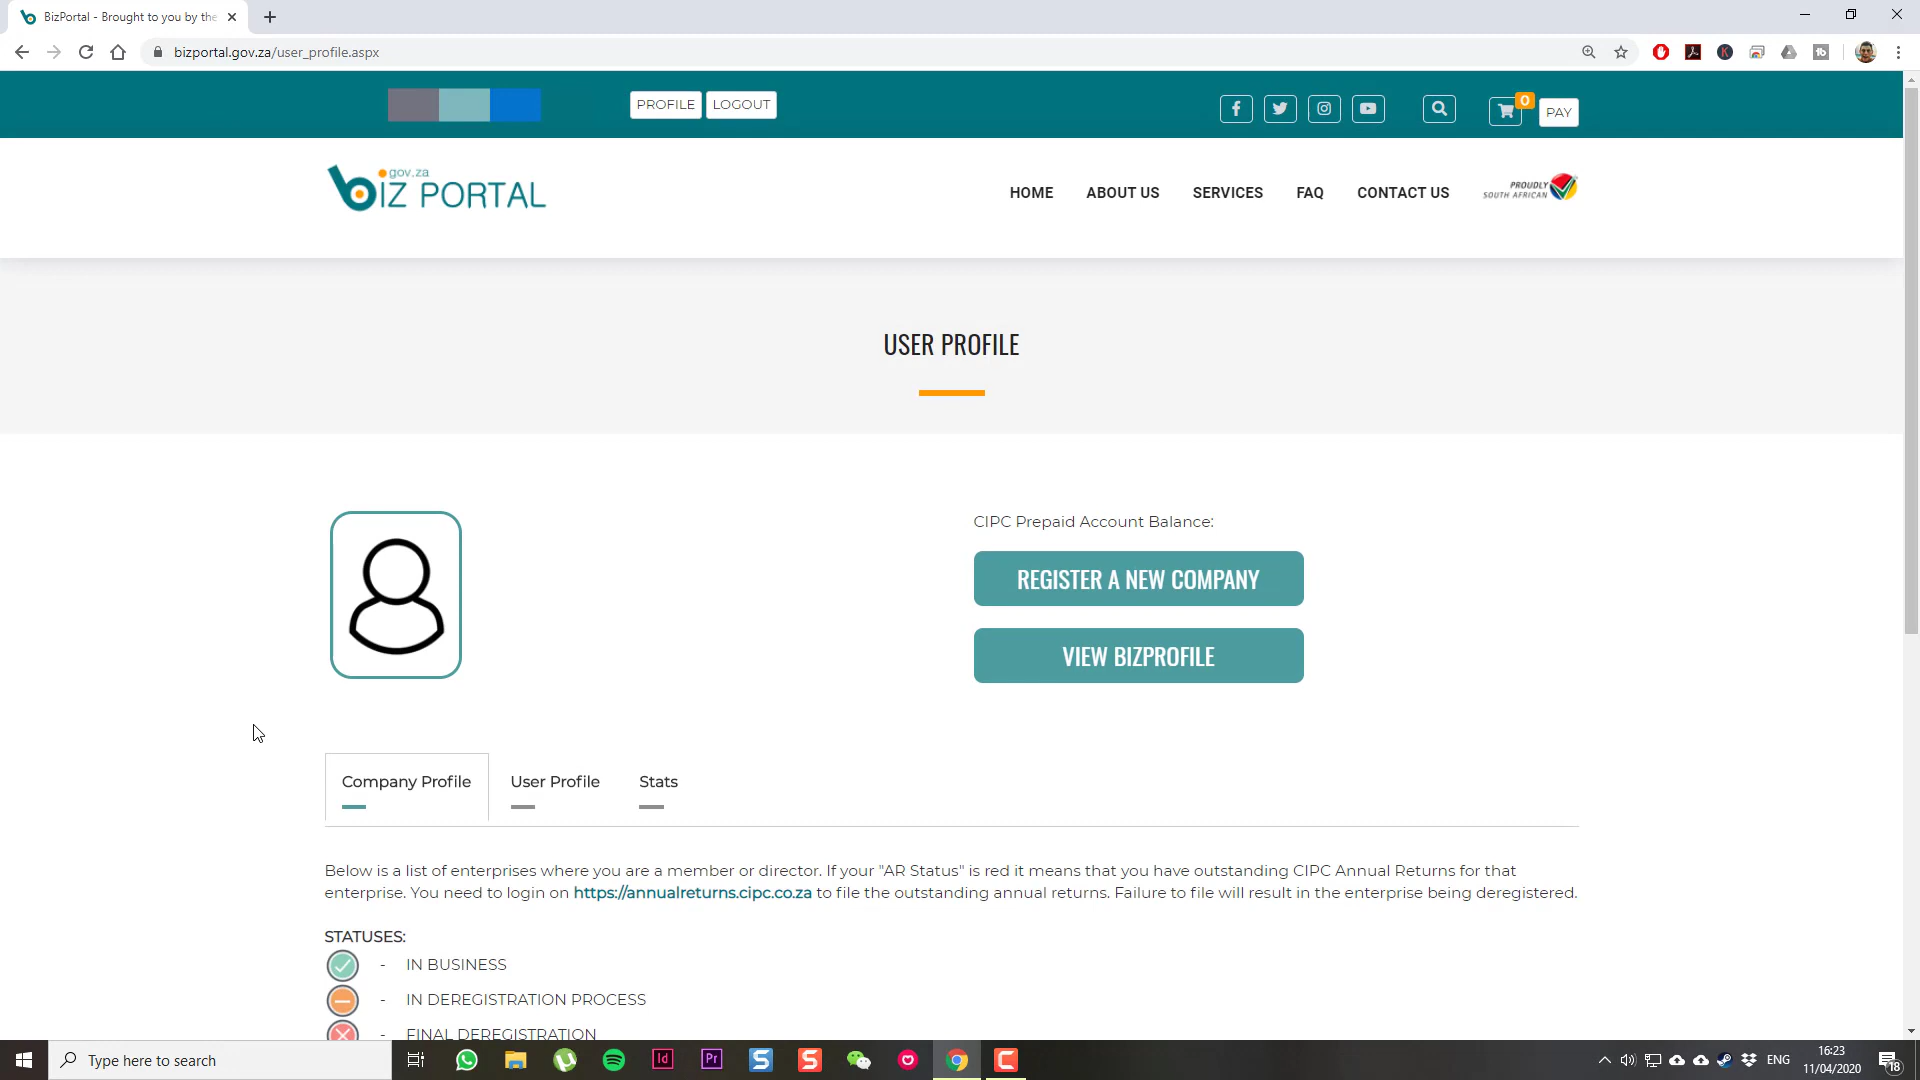 BizPortal - Brought to you by the
bizportal.gov.za/user_profile.aspx
PROFILE LOGOUT
0
PAY
gov.za
biz PORTAL
HOME ABOUT US SERVICES FAQ CONTACT US
PROUDLY
SOUTH AFRICAN
USER PROFILE
CIPC Prepaid Account Balance:
REGISTER A NEW COMPANY
VIEW BIZPROFILE
Company Profile User Profile Stats
Below is a list of enterprises where you are a member or director. If your "AR Status" is red it means that you have outstanding CIPC Annual Returns for that
enterprise. You need to login on https://annualreturns.cipc.co.za to file the outstanding annual returns. Failure to file will result in the enterprise being deregistered.
STATUSES:
- IN BUSINESS
- IN DEREGISTRATION PROCESS
- FINAL DEREGISTRATION
Type here to search
Id
Pr
S
S
C
ENG
16:23
11/04/2020
18